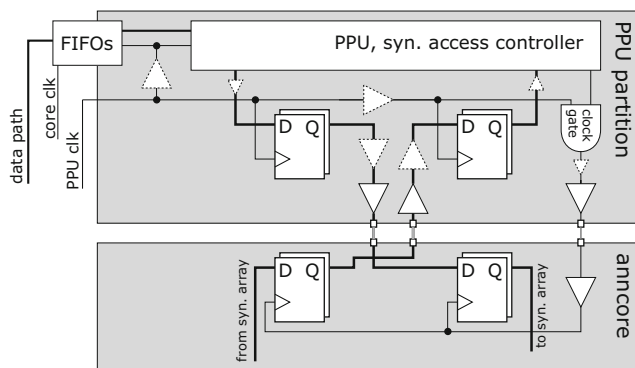 FIFOs
PPU, syn. access controller
PPU partition
data path
core clk
PPU clk
D Q
D Q
clock
gate
D Q
D Q
from syn. array
to syn. array
anncore